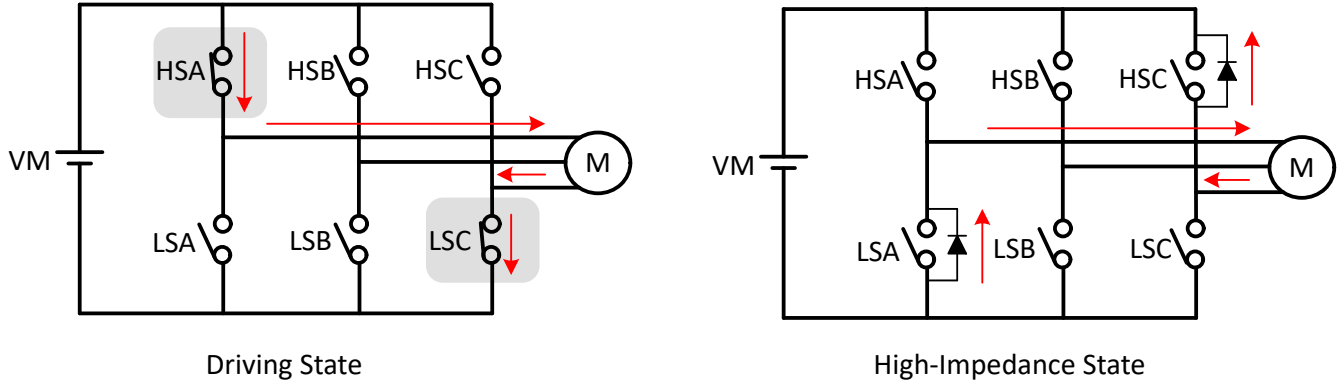 HSA HSB HSC
VM M
LSA LSB LSC
Driving State
HSA HSB HSC
VM M
LSA LSB LSC
High-Impedance State